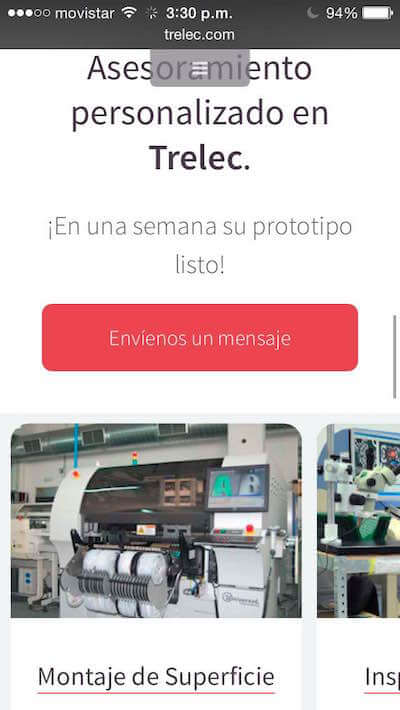 movistar 3:30 p.m. 94%
trelec.com
Asesoramiento
personalizado en
Trelec.
¡En una semana su prototipo
listo!
Envíenos un mensaje
Montaje de Superficie
Insp